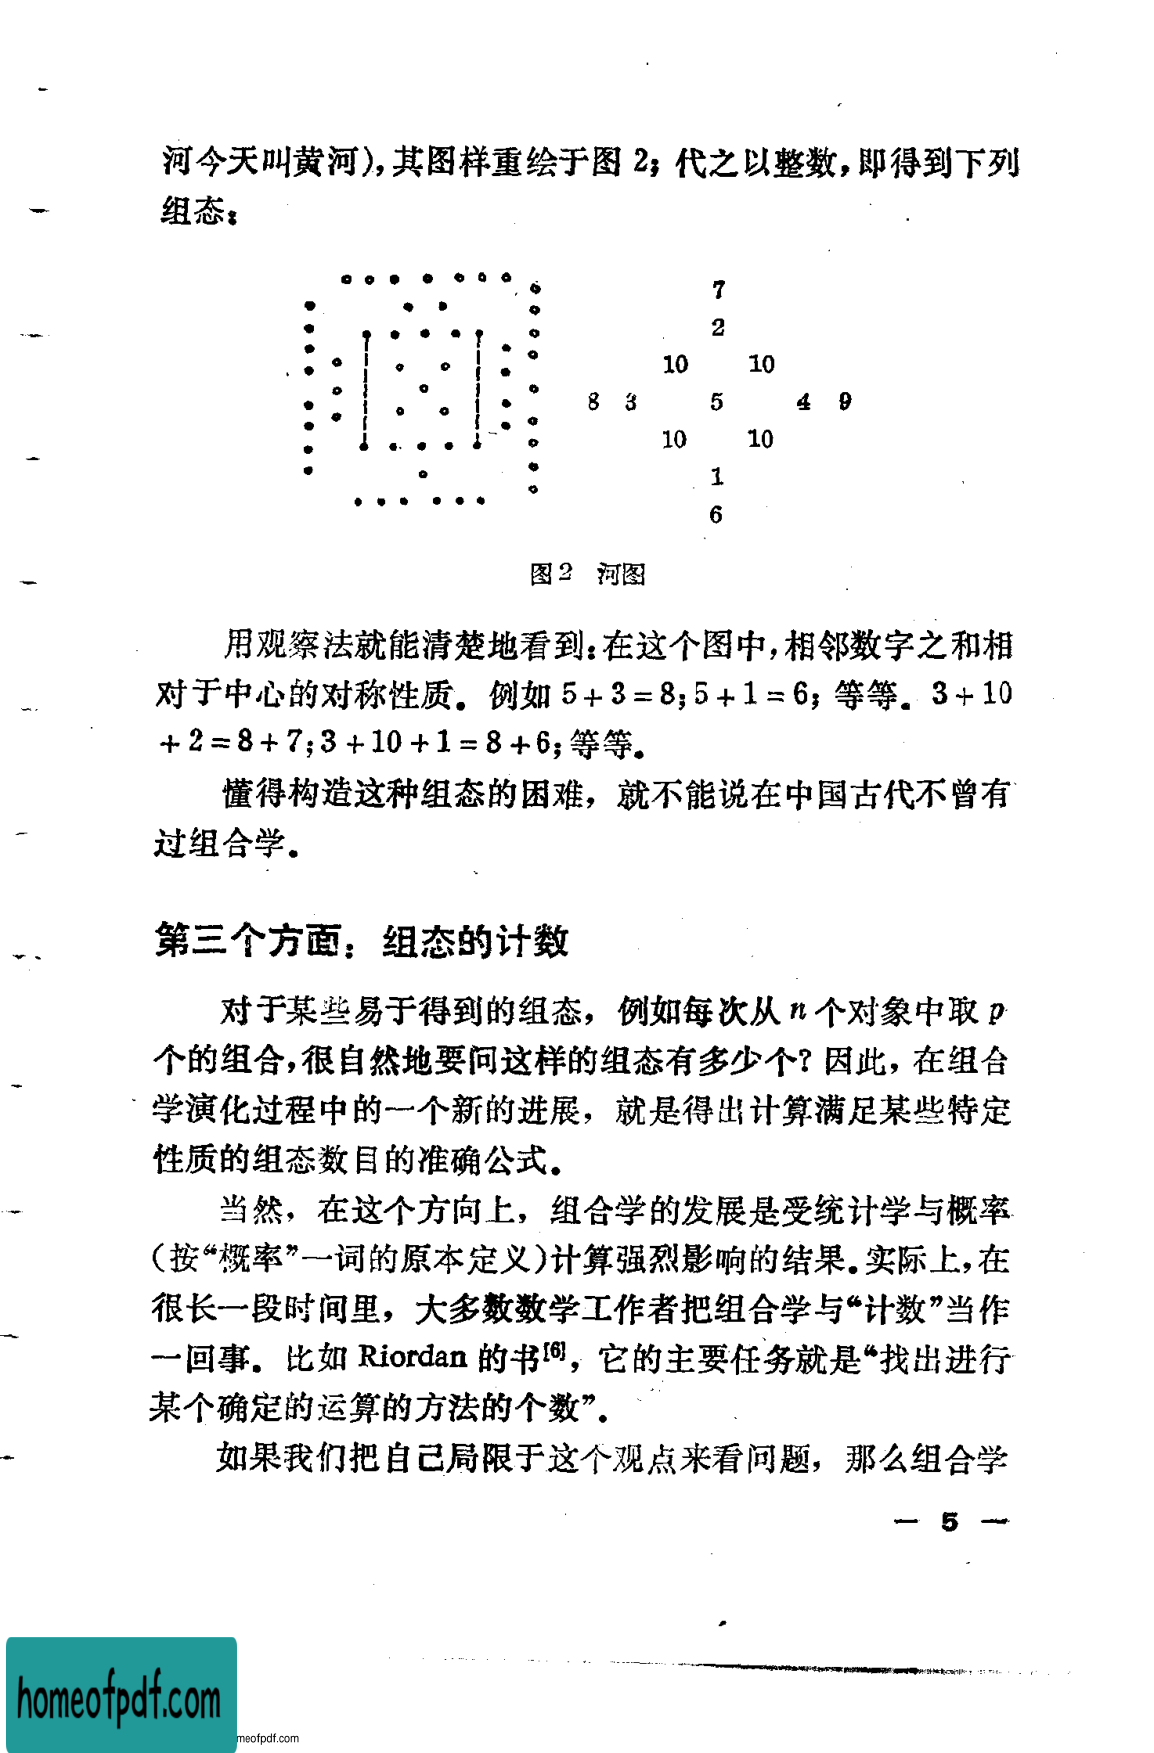 河今天叫黄河),其图样重绘于图 2; 代之以整数,即得到下列
组态:
7
2
10 10
8 3 5 4 9
10 10
1
6
图2 河图
用观察法就能清楚地看到:在这个图中,相邻数字之和相
对于中心的对称性质。例如 5+3=8;5+1=6; 等等。3+10
+2=8+7;3+10+1=8+6;等等。
懂得构造这种组态的困难,就不能说在中国古代不曾有
过组合学。
第三个方面: 组态的计数
对于某些易于得到的组态,例如每次从 n 个对象中取 p
个的组合,很自然地要问这样的组态有多少个?因此,在组合
学演化过程中的一个新的进展,就是得出计算满足某些特定
性质的组态数目的准确公式。
当然,在这个方向上,组合学的发展是受统计学与概率
(按“概率”一词的原本定义)计算强烈影响的结果。实际上,在
很长一段时间里,大多数数学工作者把组合学与“计数”当作
一回事。比如 Riordan 的书[6],它的主要任务就是“找出进行
某个确定的运算的方法的个数”。
如果我们把自己局限于这个观点来看问题,那么组合学
— 5 —
homeofpdf.com
meofpdf.com